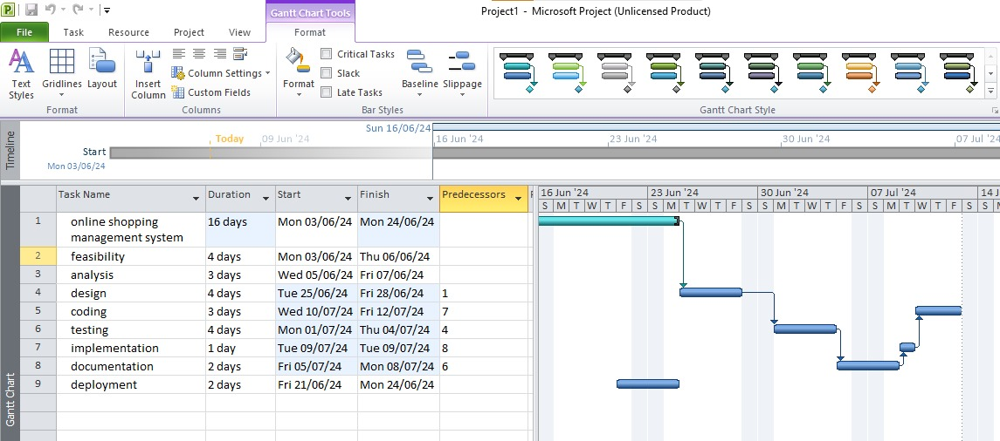 Project1 - Microsoft Project (Unlicensed Product)
Gantt Chart Tools
File Task Resource Project View Format
Text Styles Gridlines Layout
Insert Column
Column Settings
Custom Fields
Format
Critical Tasks
Slack
Late Tasks
Baseline Slippage
Format Columns Bar Styles Gantt Chart Style
Timeline
Sun 16/06/24
Today 09 Jun '24 16 Jun '24 23 Jun '24 30 Jun '24 07 Jul '24
Start
Mon 03/06/24
Gantt Chart
Task Name Duration Start Finish Predecessors
16 Jun '24 23 Jun '24 30 Jun '24 07 Jul '24 14 J
S M T W T F S S M T W T F S S M T W T F S S M T W T F S S M
1 online shopping management system 16 days Mon 03/06/24 Mon 24/06/24
2 feasibility 4 days Mon 03/06/24 Thu 06/06/24
3 analysis 3 days Wed 05/06/24 Fri 07/06/24
4 design 4 days Tue 25/06/24 Fri 28/06/24 1
5 coding 3 days Wed 10/07/24 Fri 12/07/24 7
6 testing 4 days Mon 01/07/24 Thu 04/07/24 4
7 implementation 1 day Tue 09/07/24 Tue 09/07/24 8
8 documentation 2 days Fri 05/07/24 Mon 08/07/24 6
9 deployment 2 days Fri 21/06/24 Mon 24/06/24